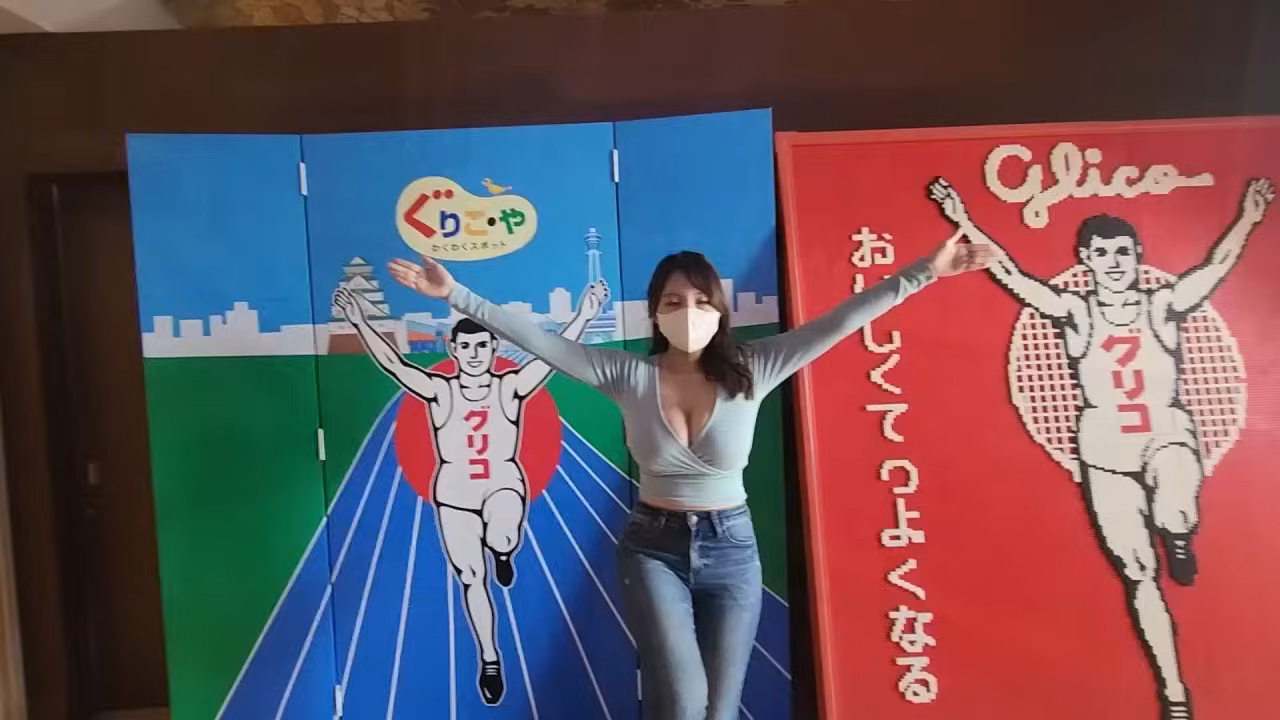 ぐりこ・や
わくわくスポット
グリコ
glico
おいしくてつよくなる
グリコ